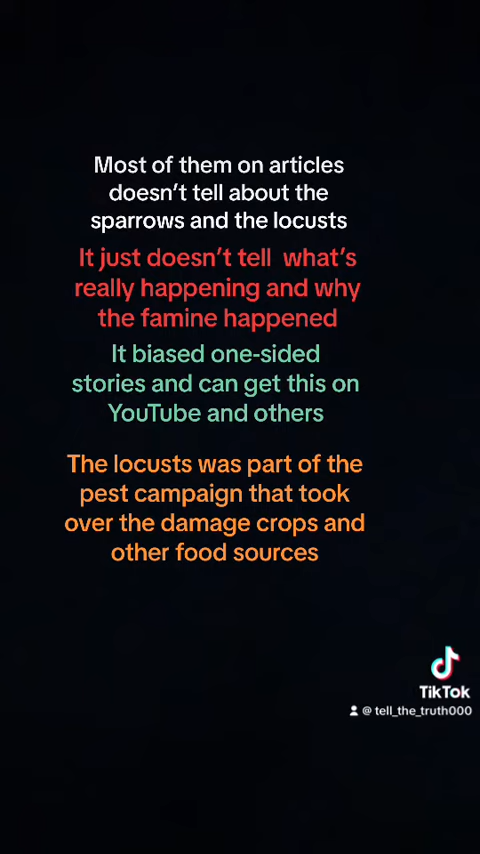 Most of them on articles
doesn't tell about the
sparrows and the locusts
It just doesn't tell  what's
really happening and why
the famine happened
It biased one-sided
stories and can get this on
YouTube and others
The locusts was part of the
pest campaign that took
over the damage crops and
other food sources
TikTok
@ tell_the_truth000